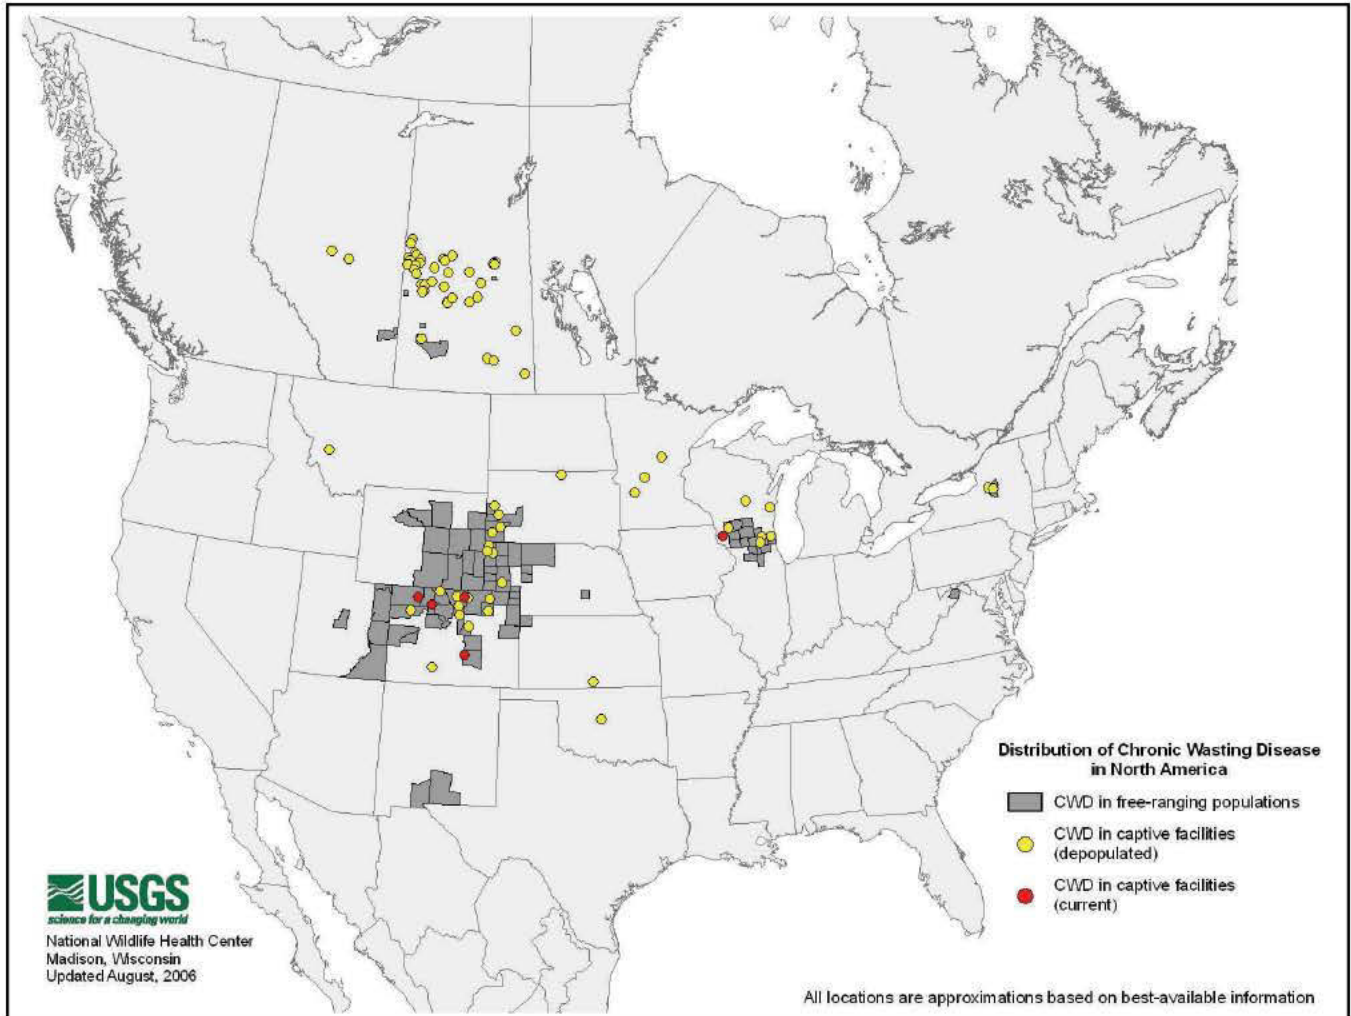 Distribution of Chronic Wasting Disease
in North America
CWD in free-ranging populations
CWD in captive facilities
(depopulated)
CWD in captive facilities
(current)
USGS
science for a changing world
National Wildlife Health Center
Madison, Wisconsin
Updated August, 2006
All locations are approximations based on best-available information